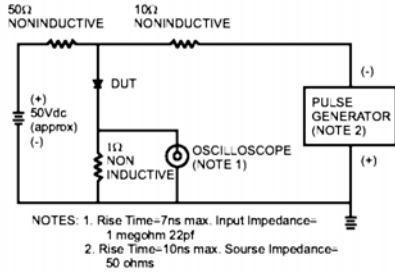 50Ω
NONINDUCTIVE
10Ω
NONINDUCTIVE
(+)
50Vdc
(approx)
(-)
DUT
1Ω
NON
INDUCTIVE
OSCILLOSCOPE
(NOTE 1)
(-)
PULSE
GENERATOR
(NOTE 2)
(+)
NOTES: 1. Rise Time=7ns max. Input Impedance=
1 megohm 22pf
2. Rise Time=10ns max. Sourse Impedance=
50 ohms